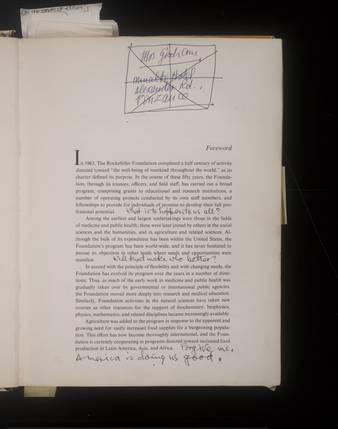 Mrs Godrams
Hotel
Alexandra Rd.,
Penzance
Foreword
In 1963, The Rockefeller Foundation completed a half century of activity
directed toward "the well-being of mankind throughout the world," as its
charter defined its purpose. In the course of these fifty years, the Founda-
tion, through its trustees, officers, and field staff, has carried out a broad
program, comprising grants to educational and research institutions, a
number of operating projects conducted by its own staff members, and
fellowships to provide for individuals of promise to develop their full pro-
fessional potential. What is to happen to us all?
Among the earliest and largest undertakings were those in the fields
of medicine and public health; these were later joined by others in the social
sciences and the humanities, and in agriculture and related sciences. Al-
though the bulk of its expenditure has been within the United States, the
Foundation's program has been world-wide, and it has never hesitated to
pursue its objectives in other lands where needs and opportunities were
manifest. Will that make us better?
In accord with the principle of flexibility and with changing needs, the
Foundation has evolved its program over the years in a number of direc-
tions. Thus, as much of the early work in medicine and public health was
gradually taken over by governmental or international public agencies,
the Foundation moved more deeply into research and medical education.
Similarly, Foundation activities in the natural sciences have taken new
courses as other resources for the support of biochemistry, biophysics,
physics, mathematics, and related disciplines became increasingly available.
Agriculture was added to the program in response to the apparent and
growing need for vastly increased food supplies for a burgeoning popula-
tion. This effort has now become thoroughly international, and the Foun-
dation is currently cooperating in programs directed toward increased food
production in Latin America, Asia, and Africa. Forgive me,
America is doing us good.